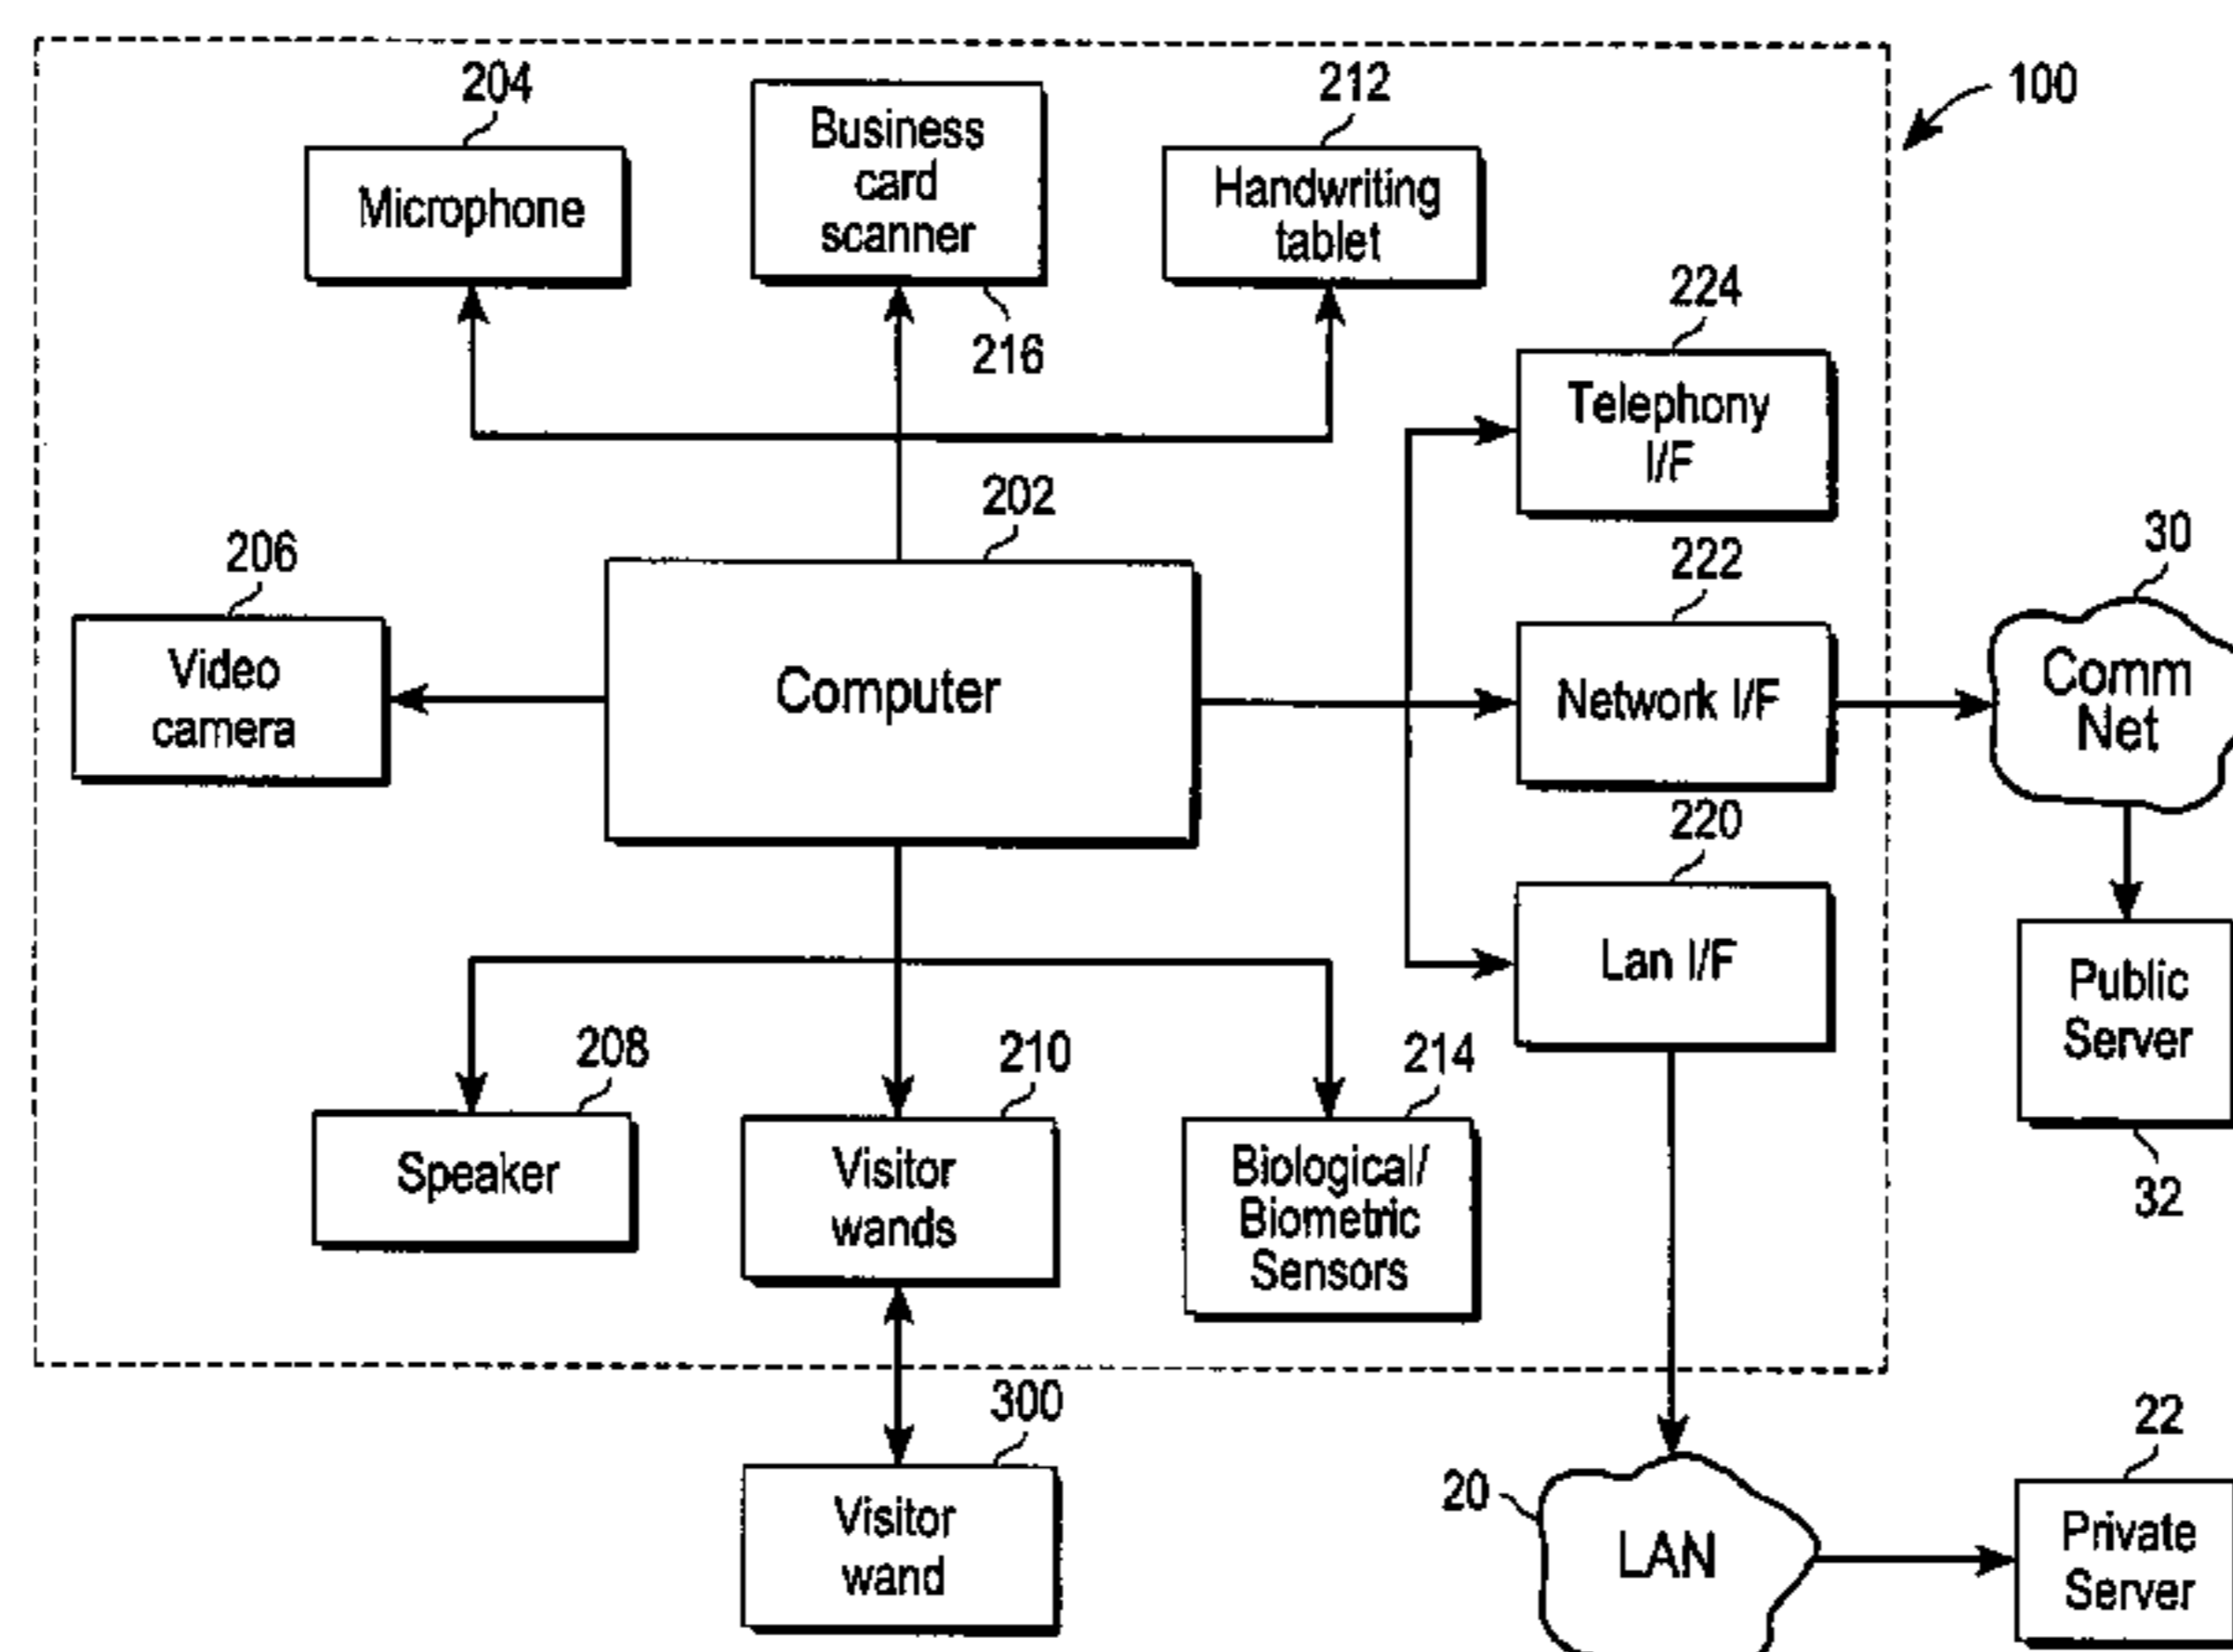 204
Business
card
scanner
212
100
Microphone
Handwriting
tablet
216
224
Telephony
I/F
202
206
222
30
Video
camera
Computer
Network I/F
Comm
Net
220
Lan I/F
Public
Server
208
210
214
Speaker
Visitor
wands
Biological/
Biometric
Sensors
32
300
22
Visitor
wand
20
LAN
Private
Server